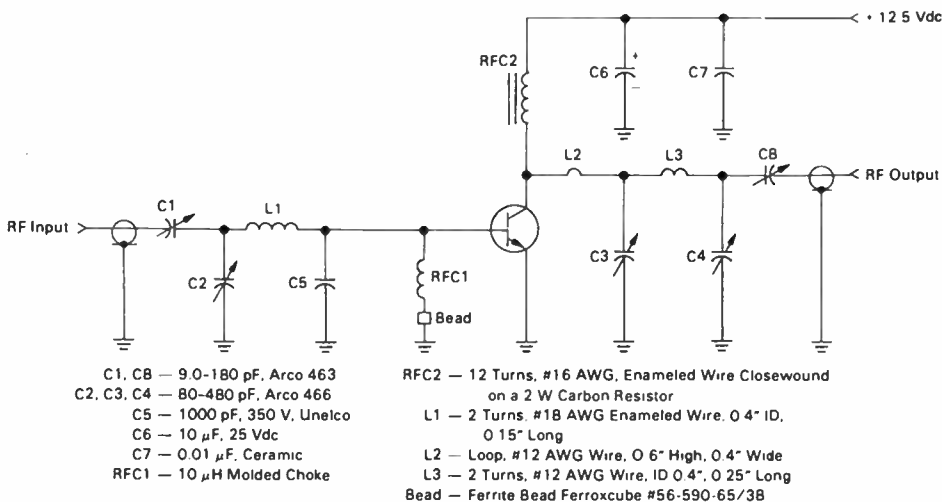 + 12 5 Vdc
RFC2
C6
+
–
C7
L2
L3
C8
RF Output
C1
L1
RF Input
C2
C5
RFC1
Bead
C3
C4
C1, C8 — 9.0-180 pF, Arco 463
C2, C3, C4 — 80-480 pF, Arco 466
C5 — 1000 pF, 350 V, Unelco
C6 — 10 μF, 25 Vdc
C7 — 0.01 μF, Ceramic
RFC1 — 10 μH Molded Choke
RFC2 — 12 Turns, #16 AWG, Enameled Wire Closewound
on a 2 W Carbon Resistor
L1 — 2 Turns, #18 AWG Enameled Wire, 0 4" ID,
0 15" Long
L2 — Loop, #12 AWG Wire, 0 6" High, 0.4" Wide
L3 — 2 Turns, #12 AWG Wire, ID 0.4", 0 25" Long
Bead — Ferrite Bead Ferroxcube #56-590-65/3B